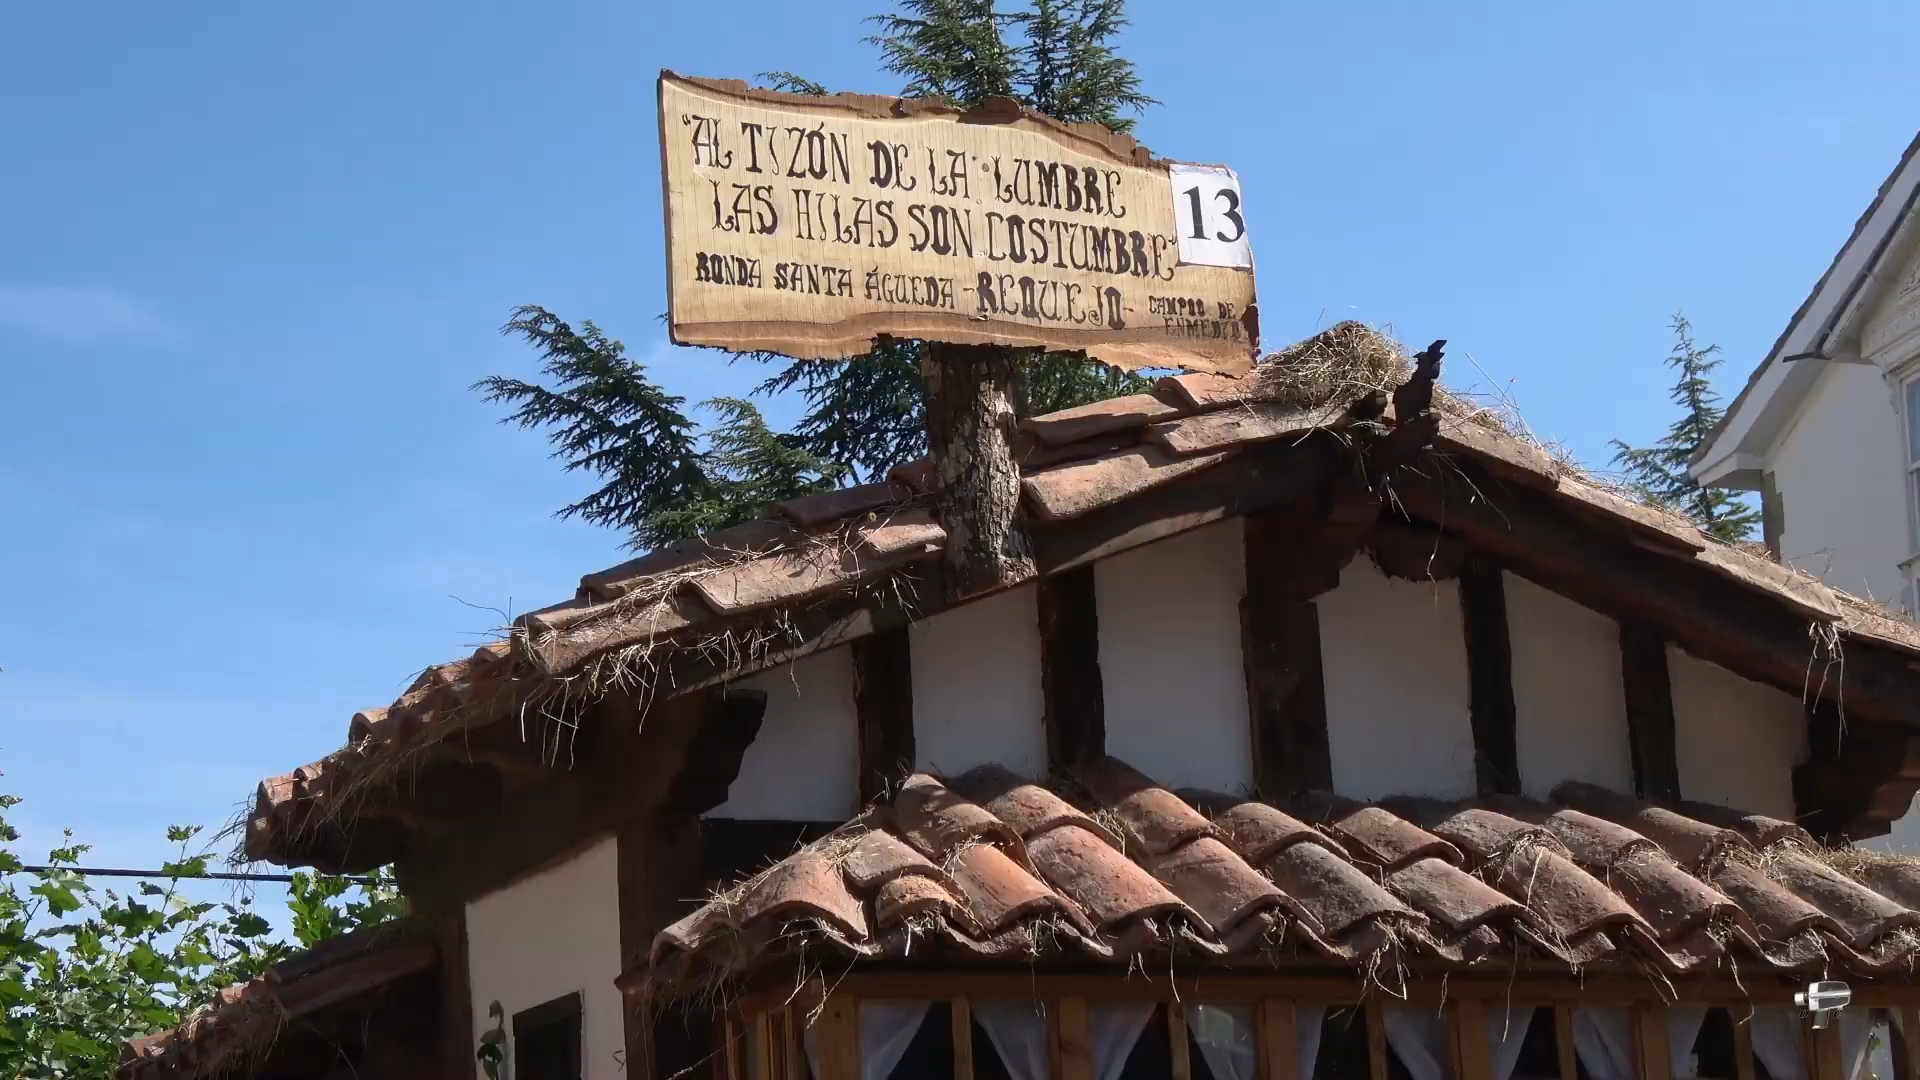 "AL TIZÓN DE LA LUMBRE
LAS HILAS SON COSTUMBRE"
RONDA SANTA ÁGUEDA -REQUEJO- CAMPOO DE
ENMEDIO
13